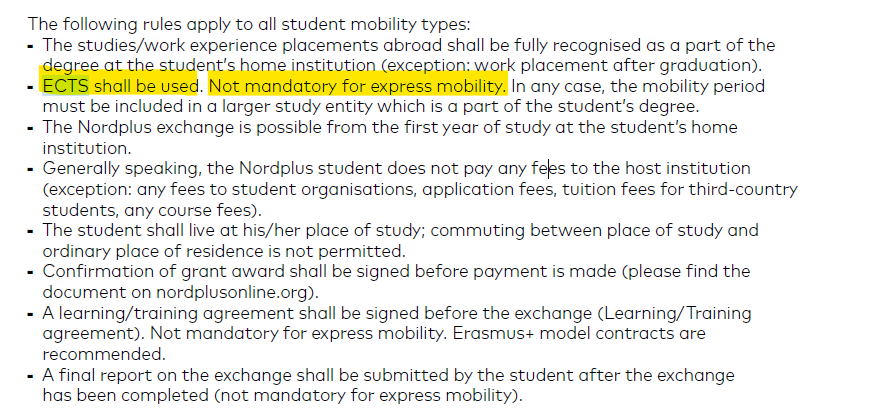 The following rules apply to all student mobility types:
- The studies/work experience placements abroad shall be fully recognised as a part of the
degree at the student's home institution (exception: work placement after graduation).
- ECTS shall be used. Not mandatory for express mobility. In any case, the mobility period
must be included in a larger study entity which is a part of the student's degree.
- The Nordplus exchange is possible from the first year of study at the student's home
institution.
- Generally speaking, the Nordplus student does not pay any fees to the host institution
(exception: any fees to student organisations, application fees, tuition fees for third-country
students, any course fees).
- The student shall live at his/her place of study; commuting between place of study and
ordinary place of residence is not permitted.
- Confirmation of grant award shall be signed before payment is made (please find the
document on nordplusonline.org).
- A learning/training agreement shall be signed before the exchange (Learning/Training
agreement). Not mandatory for express mobility. Erasmus+ model contracts are
recommended.
- A final report on the exchange shall be submitted by the student after the exchange
has been completed (not mandatory for express mobility).